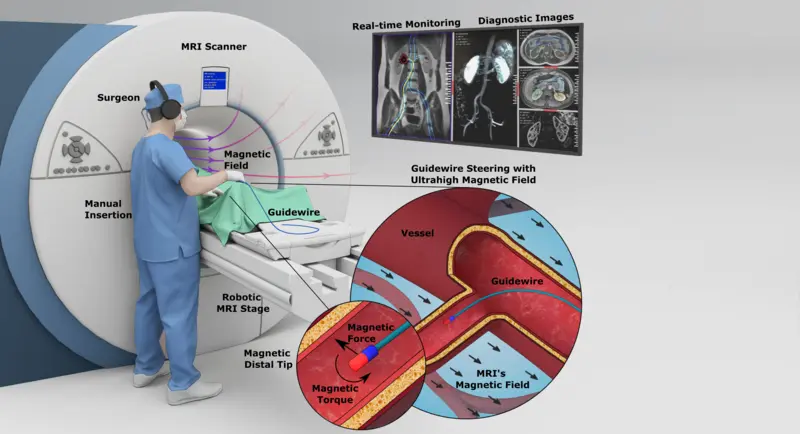 Real-time Monitoring
Diagnostic Images
MRI Scanner
Surgeon
Magnetic
Field
Guidewire Steering with
Ultrahigh Magnetic Field
Manual
Insertion
Guidewire
Vessel
Guidewire
Robotic
MRI Stage
Magnetic
Force
Magnetic
Distal Tip
Magnetic
Torque
MRI's
Magnetic Field